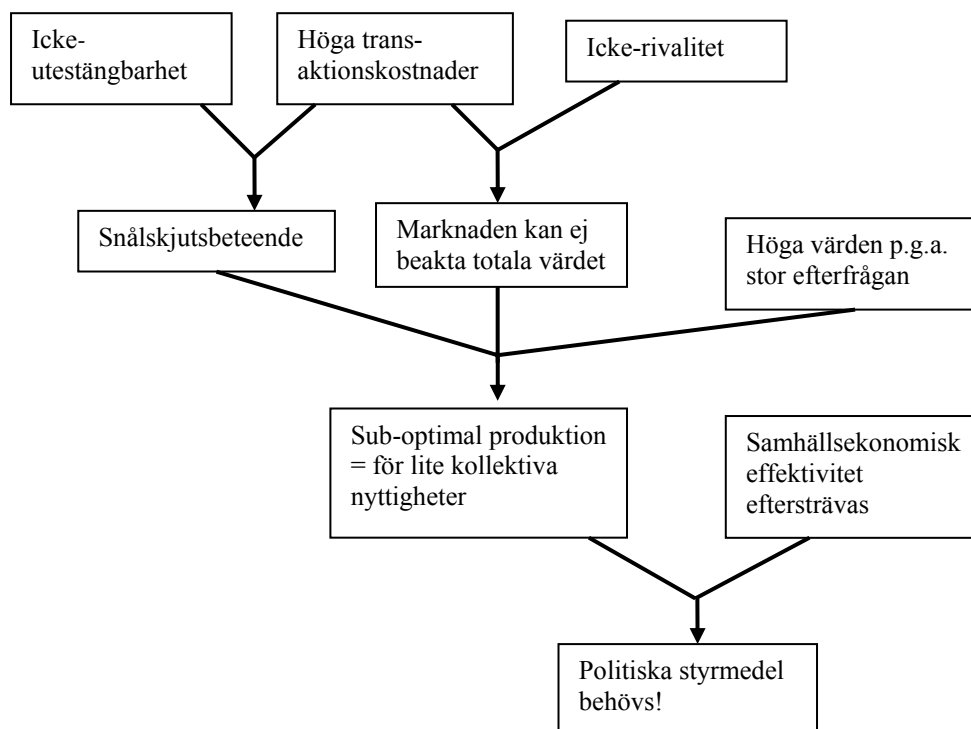 Icke-
utestängbarhet
Höga trans-
aktionskostnader
Icke-rivalitet
Snålskjutsbeteende
Marknaden kan ej
beakta totala värdet
Höga värden p.g.a.
stor efterfrågan
Sub-optimal produktion
= för lite kollektiva
nyttigheter
Samhällsekonomisk
effektivitet
eftersträvas
Politiska styrmedel
behövs!